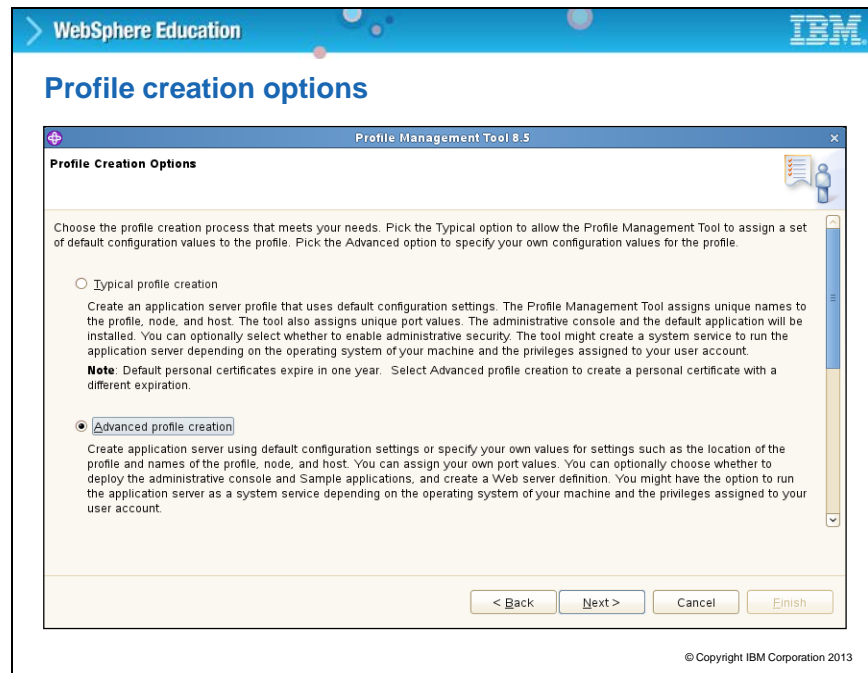 WebSphere Education
IBM
Profile creation options
Profile Management Tool 8.5
Profile Creation Options
Choose the profile creation process that meets your needs. Pick the Typical option to allow the Profile Management Tool to assign a set
of default configuration values to the profile. Pick the Advanced option to specify your own configuration values for the profile.
Typical profile creation
Create an application server profile that uses default configuration settings. The Profile Management Tool assigns unique names to
the profile, node, and host. The tool also assigns unique port values. The administrative console and the default application will be
installed. You can optionally select whether to enable administrative security. The tool might create a system service to run the
application server depending on the operating system of your machine and the privileges assigned to your user account.
Note: Default personal certificates expire in one year. Select Advanced profile creation to create a personal certificate with a
different expiration.
Advanced profile creation
Create application server using default configuration settings or specify your own values for settings such as the location of the
profile and names of the profile, node, and host. You can assign your own port values. You can optionally choose whether to
deploy the administrative console and Sample applications, and create a Web server definition. You might have the option to run
the application server as a system service depending on the operating system of your machine and the privileges assigned to your
user account.
< Back Next > Cancel Finish
© Copyright IBM Corporation 2013